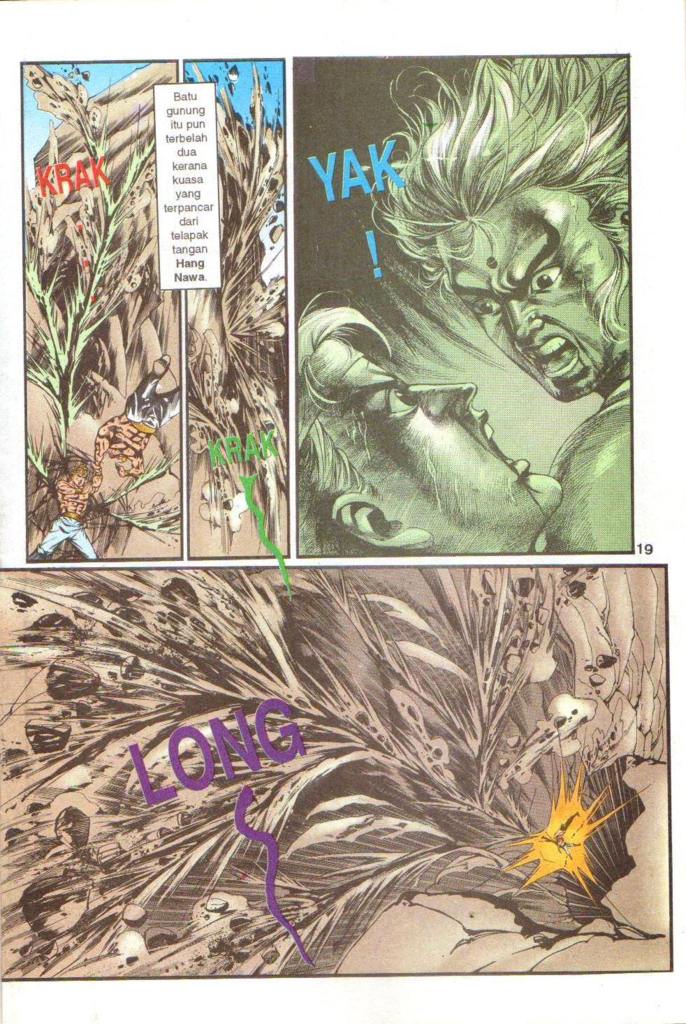 KRAK
Batu
gunung
itu pun
terbelah
dua
kerana
kuasa
yang
terpancar
dari
telapak
tangan
Hang
Nawa.
KRAK
YAK
!
19
LONG